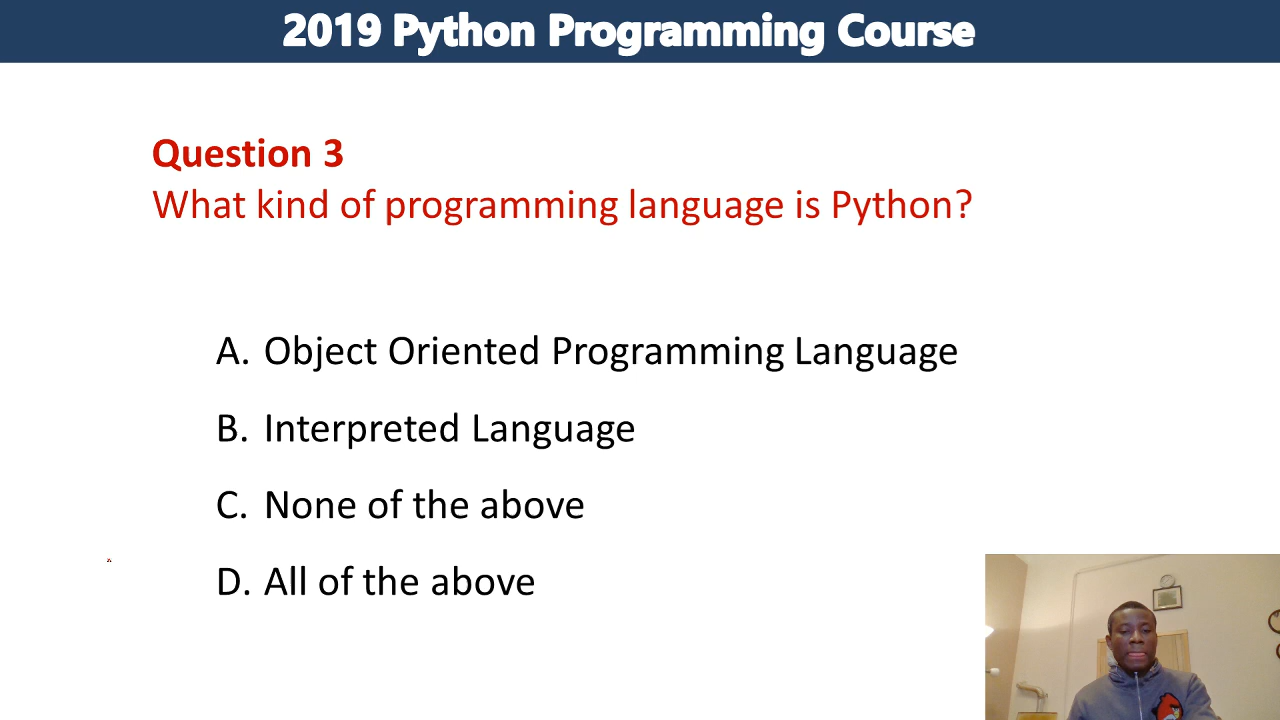 2019 Python Programming Course
Question 3
What kind of programming language is Python?
A. Object Oriented Programming Language
B. Interpreted Language
C. None of the above
D. All of the above